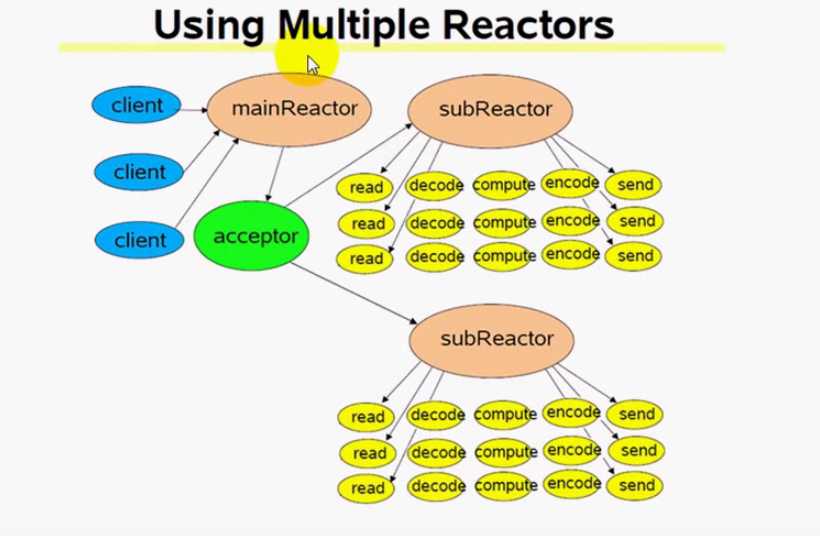 Using Multiple Reactors
client
mainReactor
subReactor
client
client
acceptor
read decode compute encode send
read decode compute encode send
read decode compute encode send
subReactor
read decode compute encode send
read decode compute encode send
read decode compute encode send